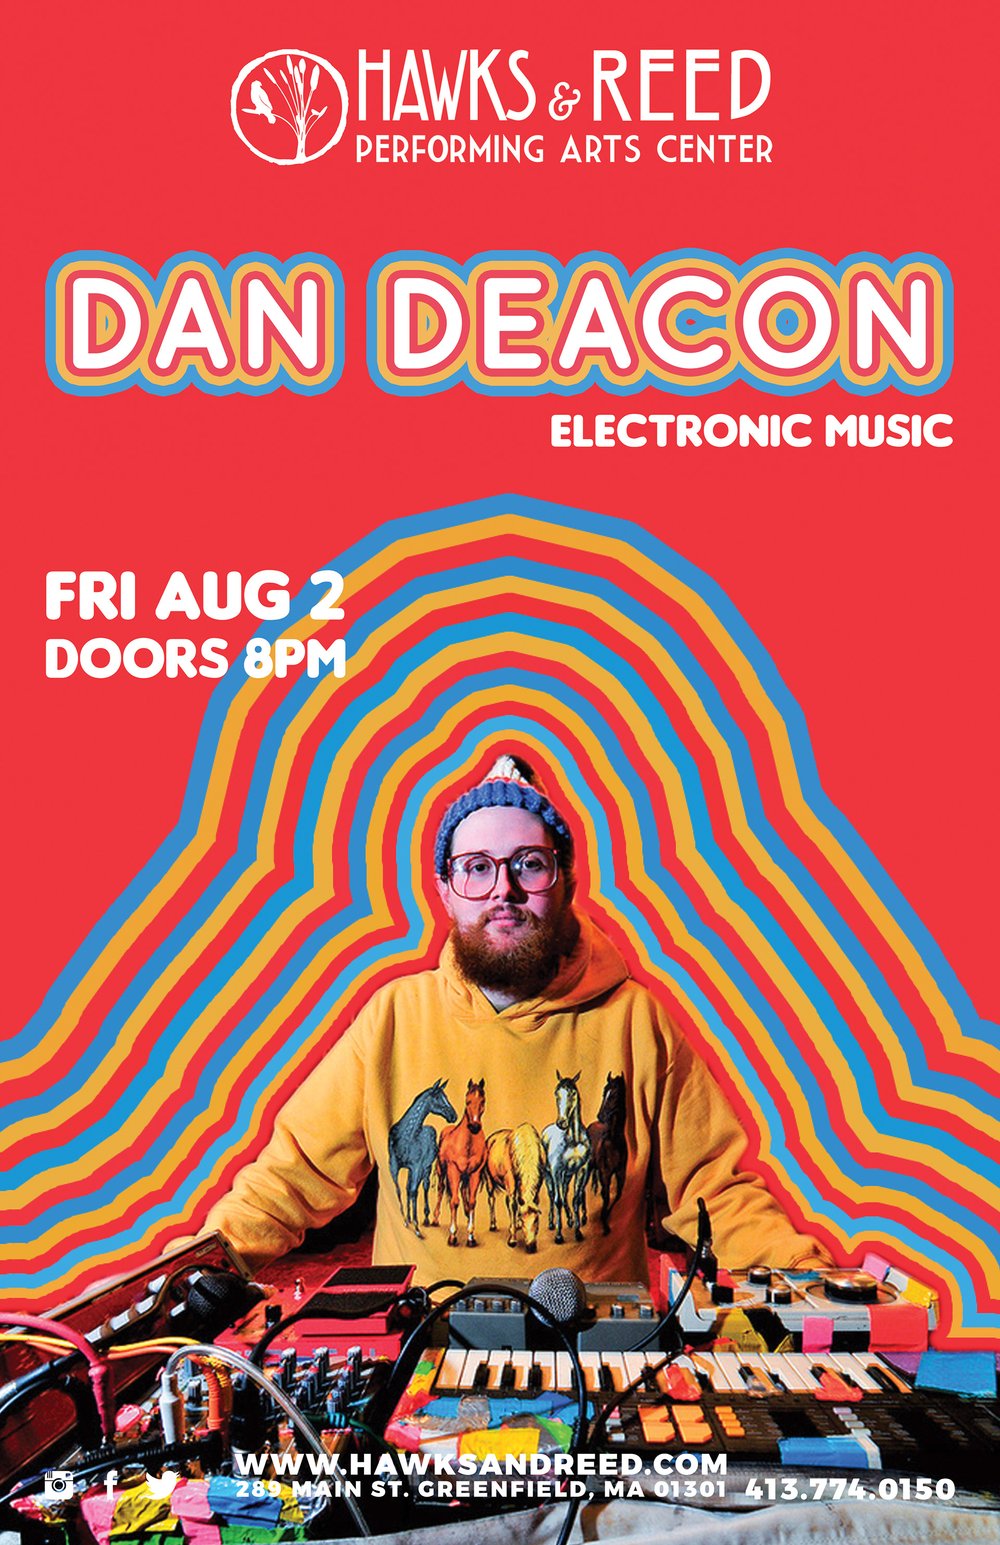 HAWKS & REED
PERFORMING ARTS CENTER
DAN DEACON
ELECTRONIC MUSIC
FRI AUG 2
DOORS 8PM
WWW.HAWKSANDREED.COM
289 MAIN ST. GREENFIELD, MA 01301 413.774.0150